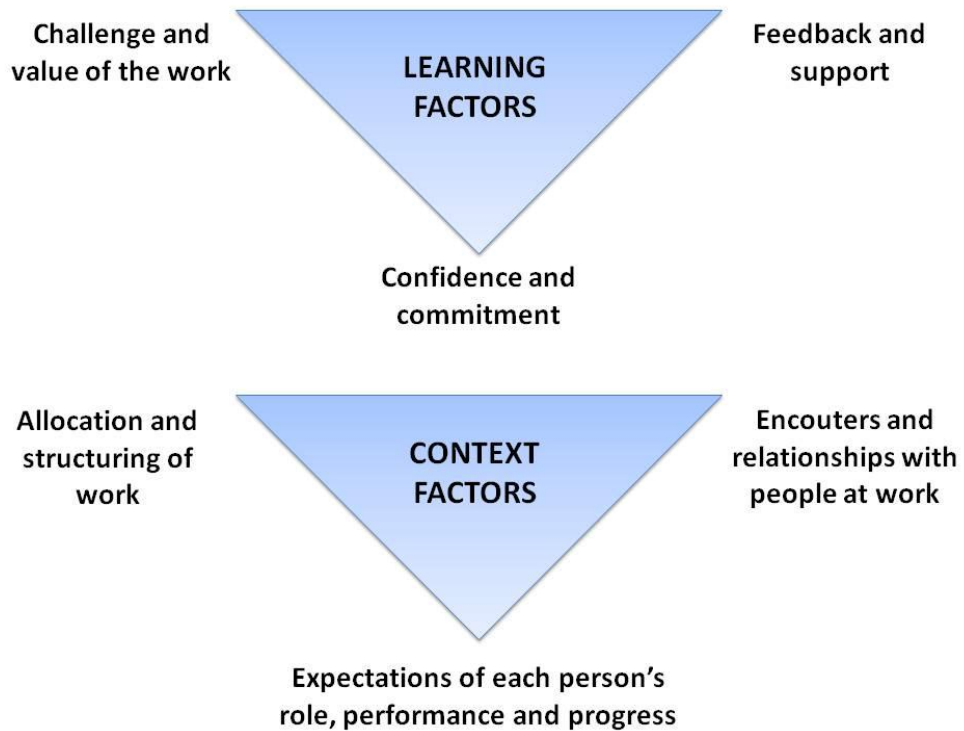 Challenge and
value of the work
LEARNING
FACTORS
Feedback and
support
Confidence and
commitment
Allocation and
structuring of
work
CONTEXT
FACTORS
Encouters and
relationships with
people at work
Expectations of each person’s
role, performance and progress